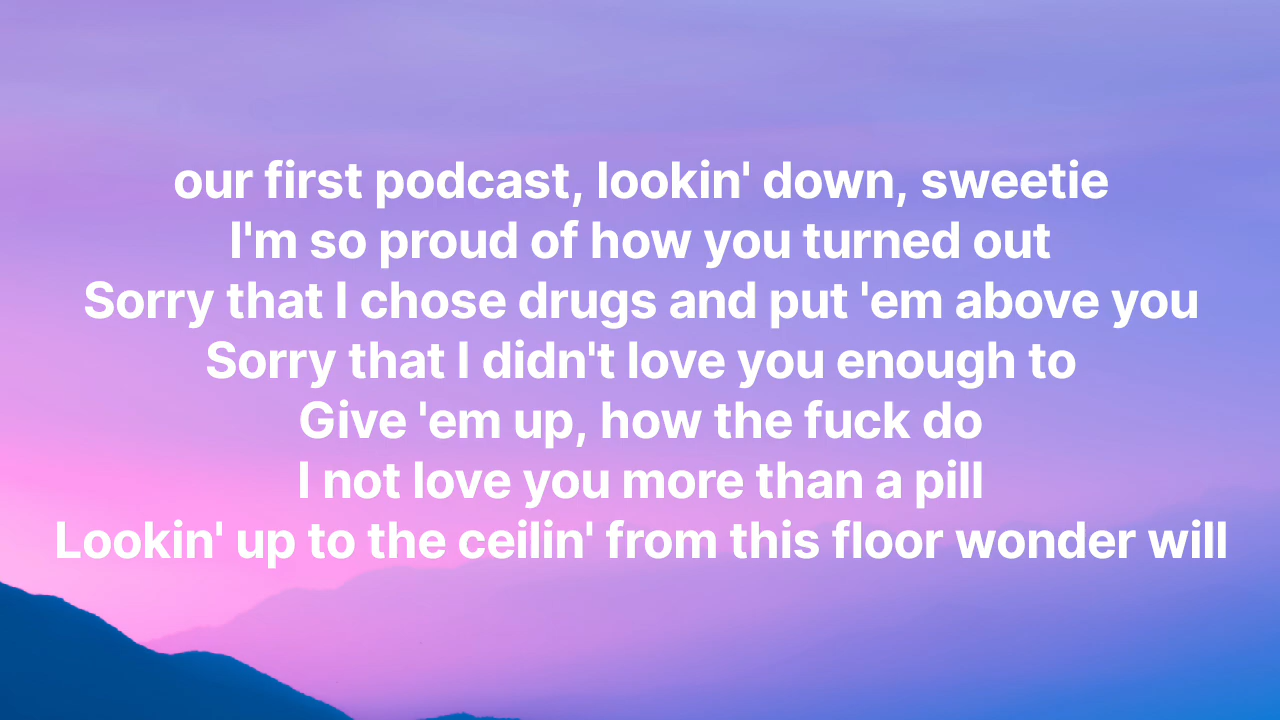 our first podcast, lookin' down, sweetie
I'm so proud of how you turned out
Sorry that I chose drugs and put 'em above you
Sorry that I didn't love you enough to
Give 'em up, how the fuck do
I not love you more than a pill
Lookin' up to the ceilin' from this floor wonder will